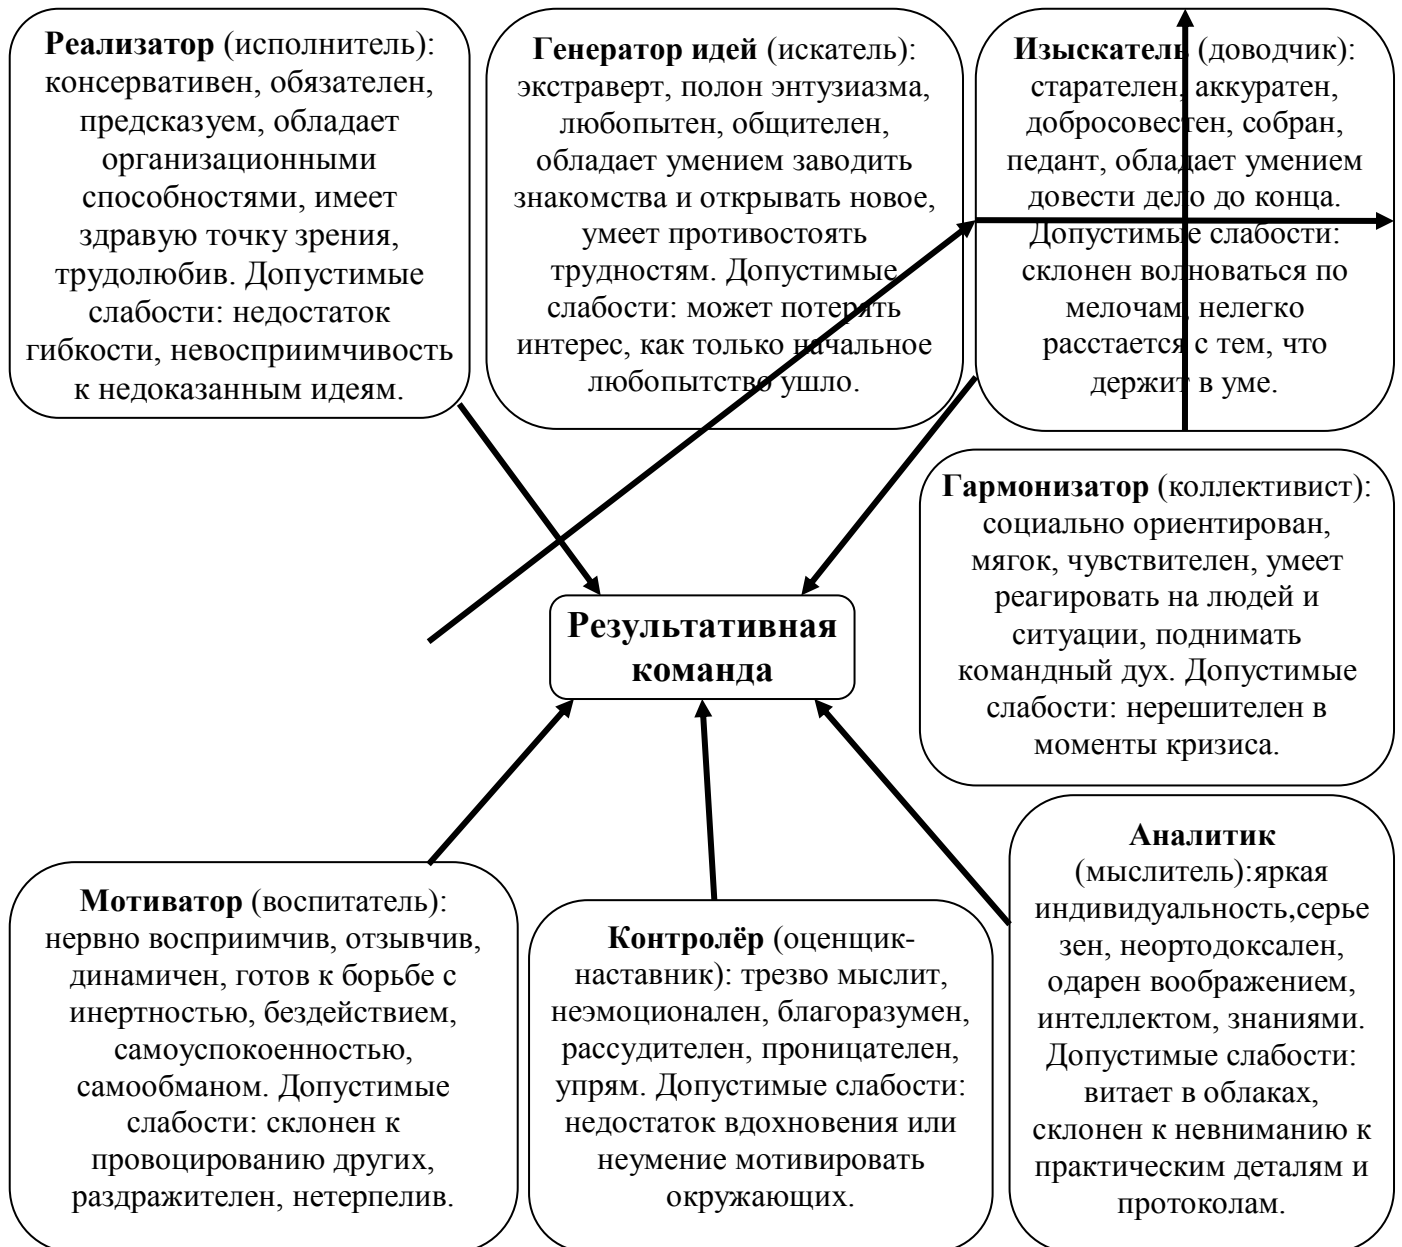 Реализатор (исполнитель):
консервативен, обязателен,
предсказуем, обладает
организационными
способностями, имеет
здравую точку зрения,
трудолюбив. Допустимые
слабости: недостаток
гибкости, невосприимчивость
к недоказанным идеям.
Генератор идей (искатель):
экстраверт, полон энтузиазма,
любопытен, общителен,
обладает умением заводить
знакомства и открывать новое,
умеет противостоять
трудностям. Допустимые
слабости: может потерять
интерес, как только начальное
любопытство ушло.
Изыскатель (доводчик):
старателен, аккуратен,
добросовестен, собран,
педант, обладает умением
довести дело до конца.
Допустимые слабости:
склонен волноваться по
мелочам, нелегко
расстается с тем, что
держит в уме.
Гармонизатор (коллективист):
социально ориентирован,
мягок, чувствителен, умеет
реагировать на людей и
ситуации, поднимать
командный дух. Допустимые
слабости: нерешителен в
моменты кризиса.
Результативная
команда
Мотиватор (воспитатель):
нервно восприимчив, отзывчив,
динамичен, готов к борьбе с
инертностью, бездействием,
самоуспокоенностью,
самообманом. Допустимые
слабости: склонен к
провоцированию других,
раздражителен, нетерпелив.
Контролёр (оценщик-
наставник): трезво мыслит,
неэмоционален, благоразумен,
рассудителен, проницателен,
упрям. Допустимые слабости:
недостаток вдохновения или
неумение мотивировать
окружающих.
Аналитик
(мыслитель):яркая
индивидуальность,серье
зен, неортодоксален,
одарен воображением,
интеллектом, знаниями.
Допустимые слабости:
витает в облаках,
склонен к невниманию к
практическим деталям и
протоколам.